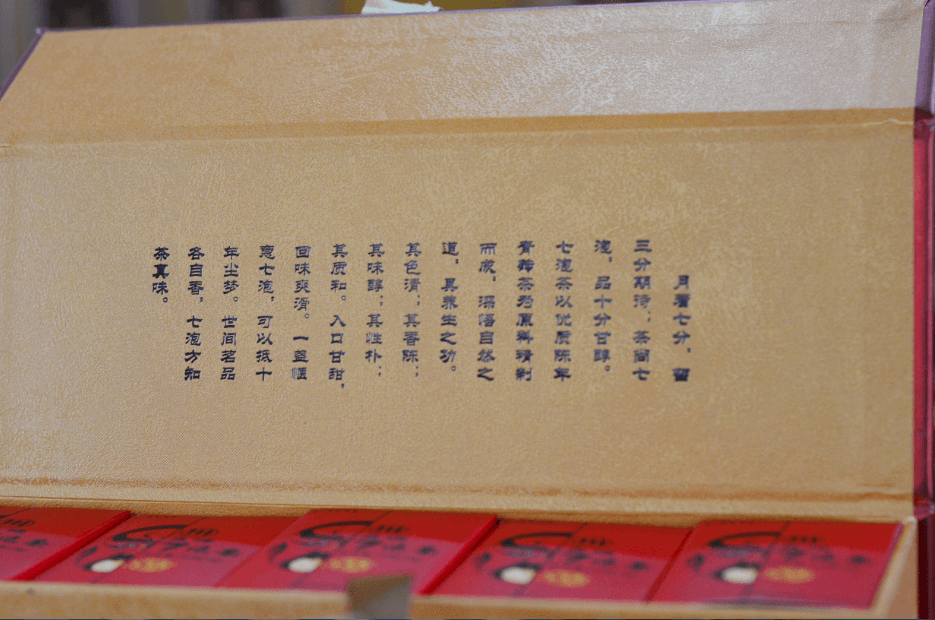 月看七分，留
三分期待；茶闻七
泡，品十分甘醇。
七泡茶以优质陈年
青砖茶为原料精制
而成，深悟自然之
道，具养生之功。
其色清；其香陈；
其味醇；其性朴；
其质和。入口甘甜，
回味爽滑。一盏惬
意七泡，可以抵十
年尘梦。世间茗品
各自香，七泡方知
茶真味。